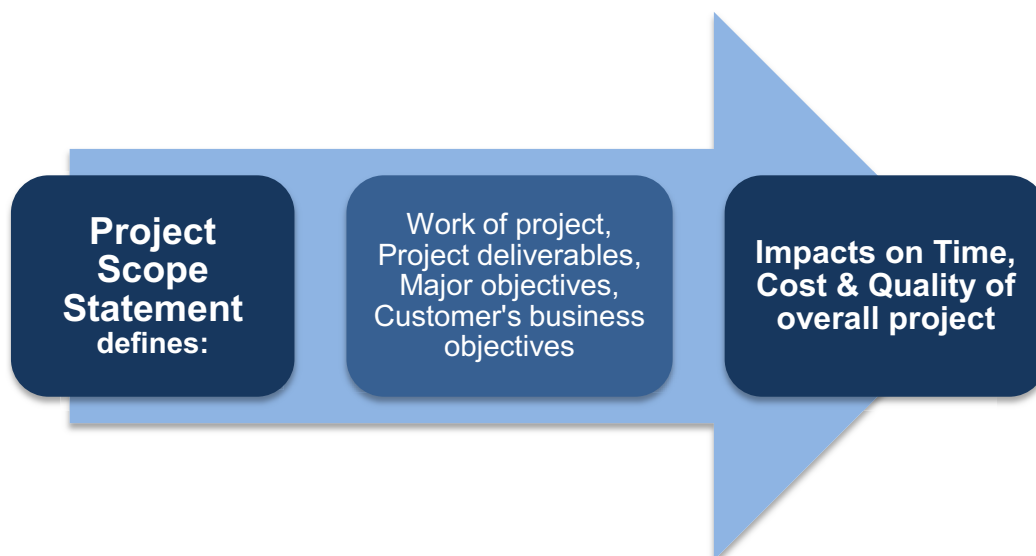 Project
Scope
Statement
defines:
Work of project,
Project deliverables,
Major objectives,
Customer's business
objectives
Impacts on Time,
Cost & Quality of
overall project